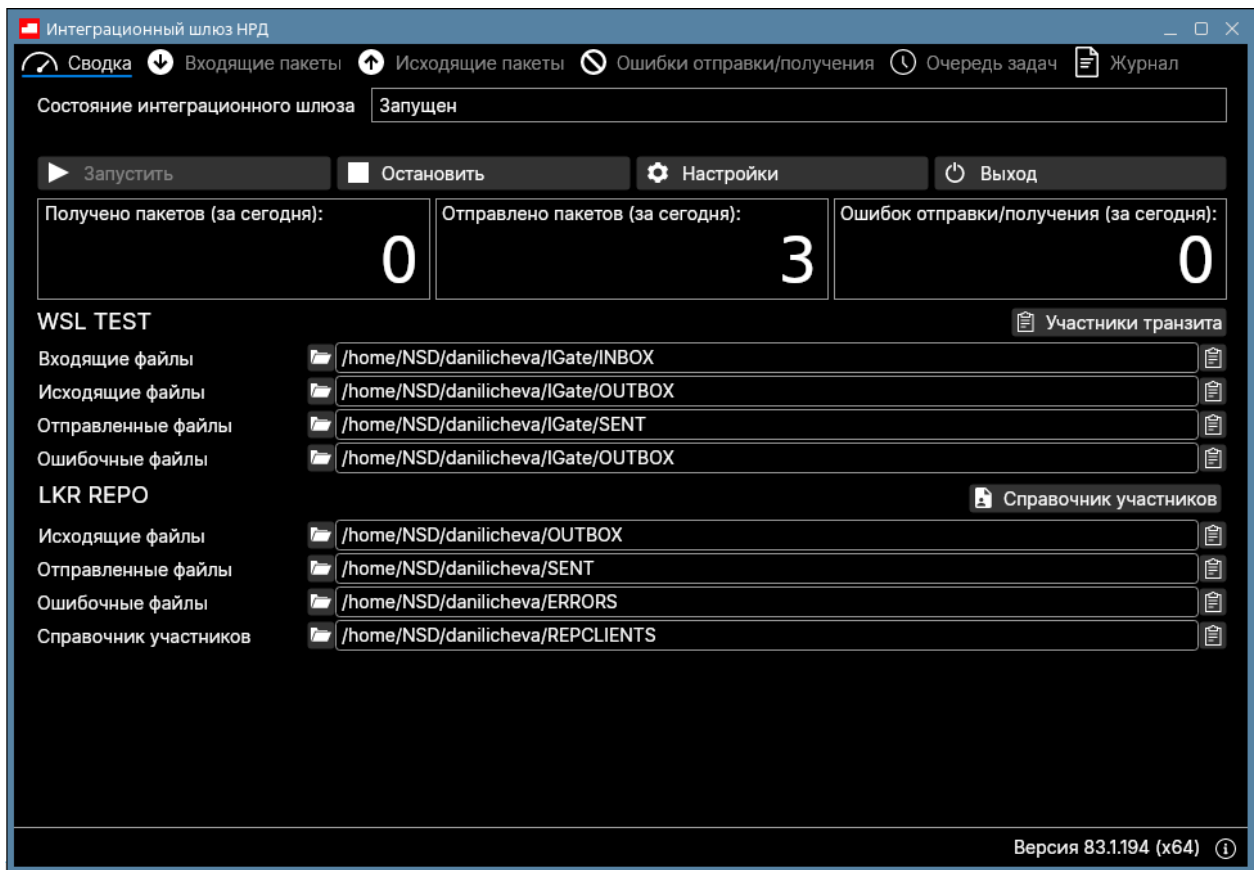 Интеграционный шлюз НРД
Сводка Входящие пакеты Исходящие пакеты Ошибки отправки/получения Очередь задач Журнал
Состояние интеграционного шлюза Запущен
Запустить Остановить Настройки Выход
Получено пакетов (за сегодня): Отправлено пакетов (за сегодня): Ошибок отправки/получения (за сегодня):
0 3 0
WSL TEST Участники транзита
Входящие файлы /home/NSD/danilicheva/IGate/INBOX
Исходящие файлы /home/NSD/danilicheva/IGate/OUTBOX
Отправленные файлы /home/NSD/danilicheva/IGate/SENT
Ошибочные файлы /home/NSD/danilicheva/IGate/OUTBOX
LKR REPO Справочник участников
Исходящие файлы /home/NSD/danilicheva/OUTBOX
Отправленные файлы /home/NSD/danilicheva/SENT
Ошибочные файлы /home/NSD/danilicheva/ERRORS
Справочник участников /home/NSD/danilicheva/REPCLIENTS
Версия 83.1.194 (x64)